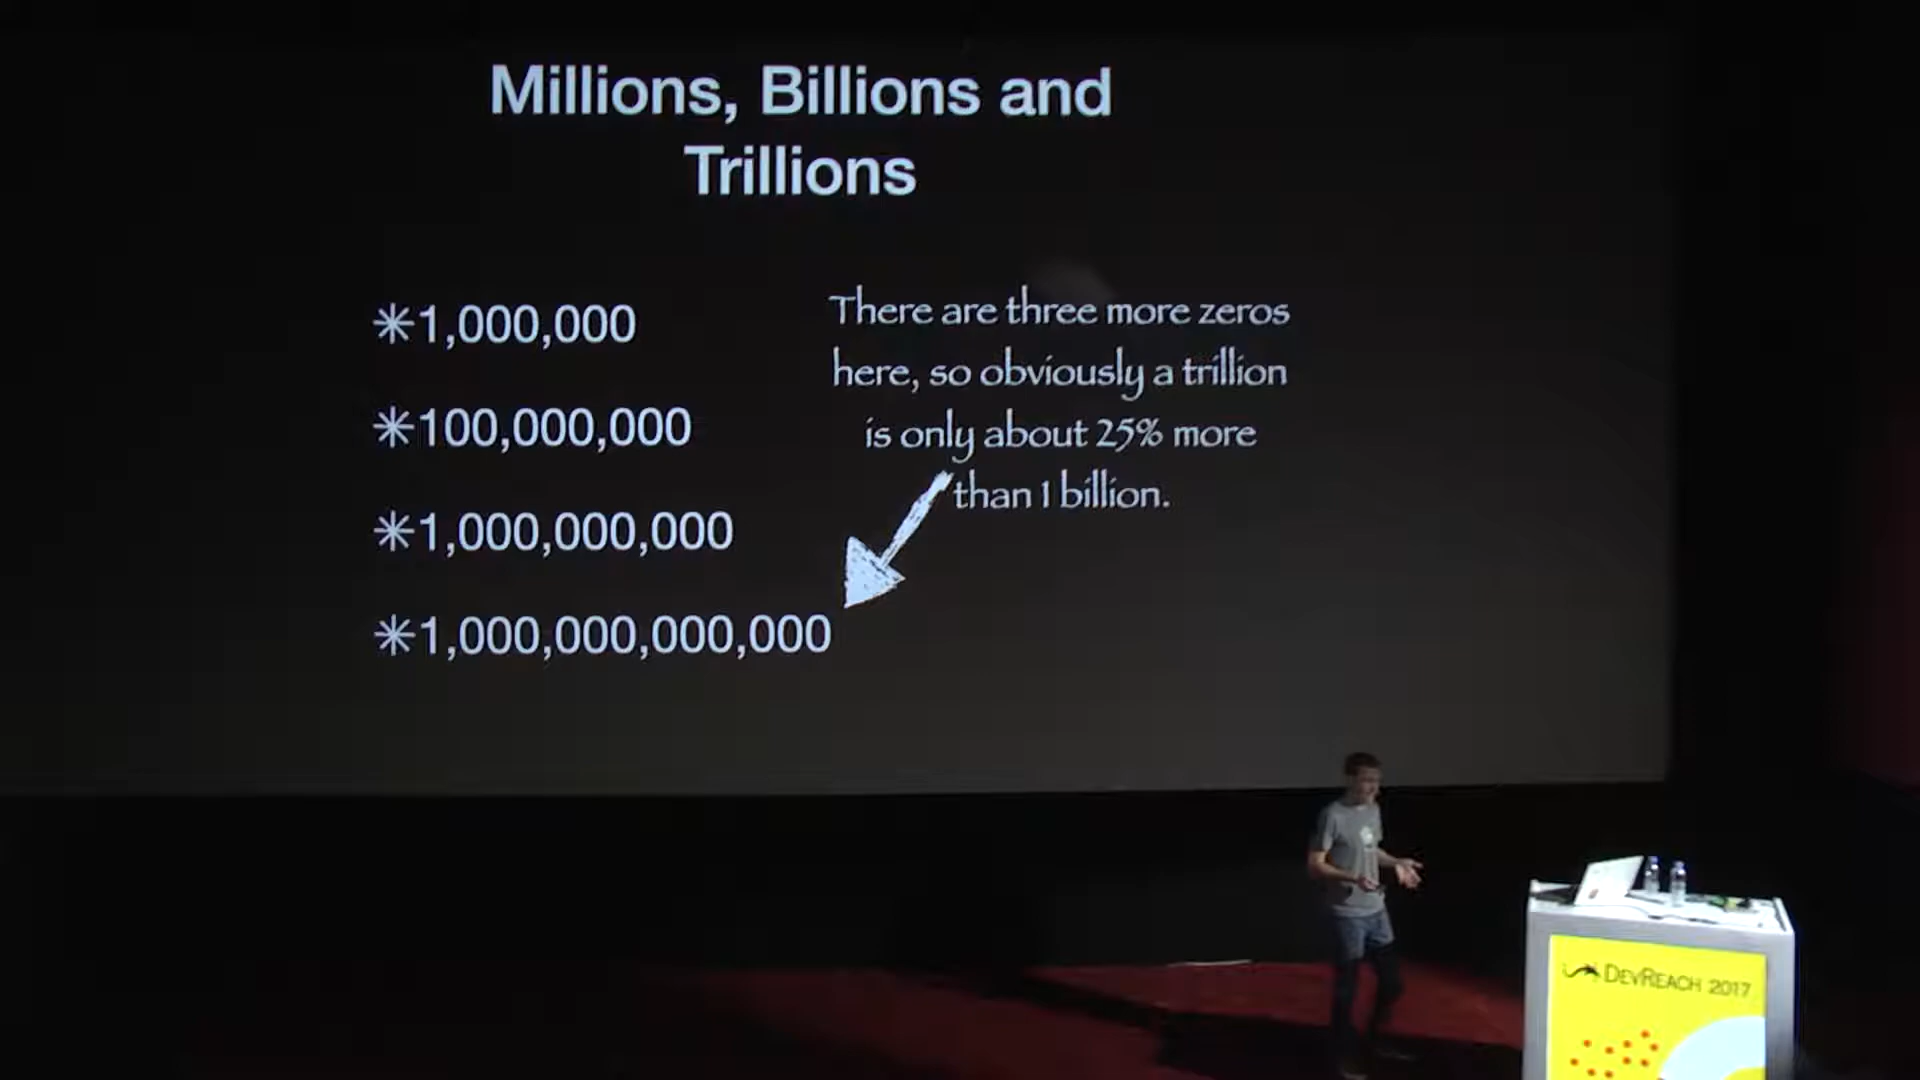 Millions, Billions and
Trillions
✳1,000,000
✳100,000,000
✳1,000,000,000
✳1,000,000,000,000
There are three more zeros
here, so obviously a trillion
is only about 25% more
than 1 billion.
DEVREACH 2017